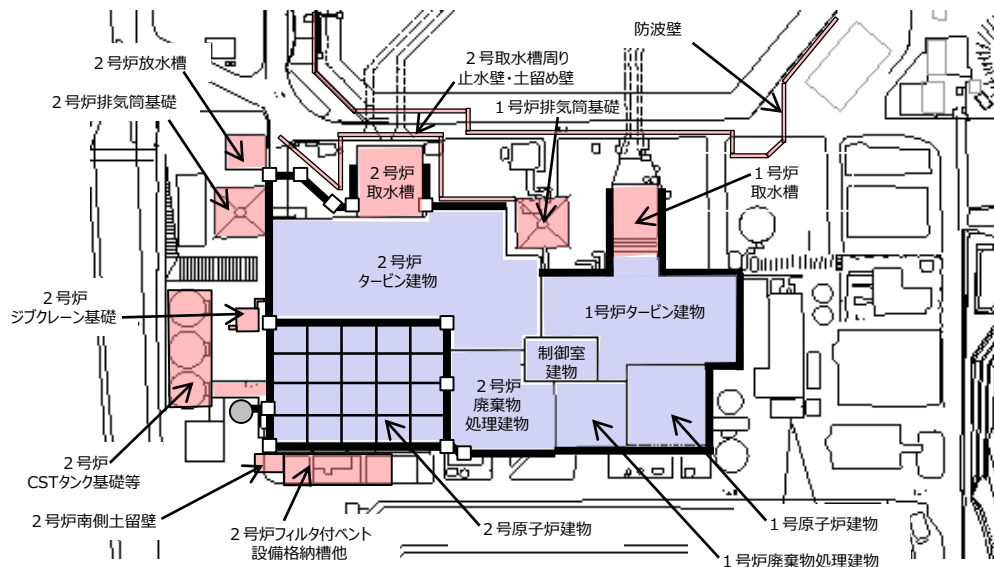 防波壁
２号取水槽周り
止水壁・土留め壁
２号炉放水槽
２号炉排気筒基礎
１号炉排気筒基礎
２号炉
取水槽
１号炉
取水槽
２号炉
タービン建物
２号炉
ジブクレーン基礎
１号炉タービン建物
制御室
建物
２号炉
廃棄物
処理建物
２号炉
CSTタンク基礎等
２号炉南側土留壁
２号炉フィルタ付ベント
設備格納槽他
２号原子炉建物
１号原子炉建物
１号炉廃棄物処理建物